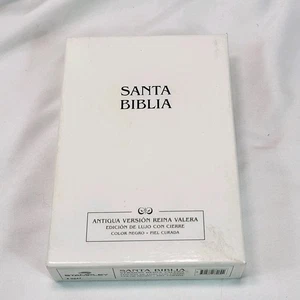 SANTA
BIBLIA
ANTIGUA VERSIÓN REINA VALERA
EDICIÓN DE LUJO CON CIERRE
COLOR NEGRO • PIEL CURADA
SANTA BIBLIA